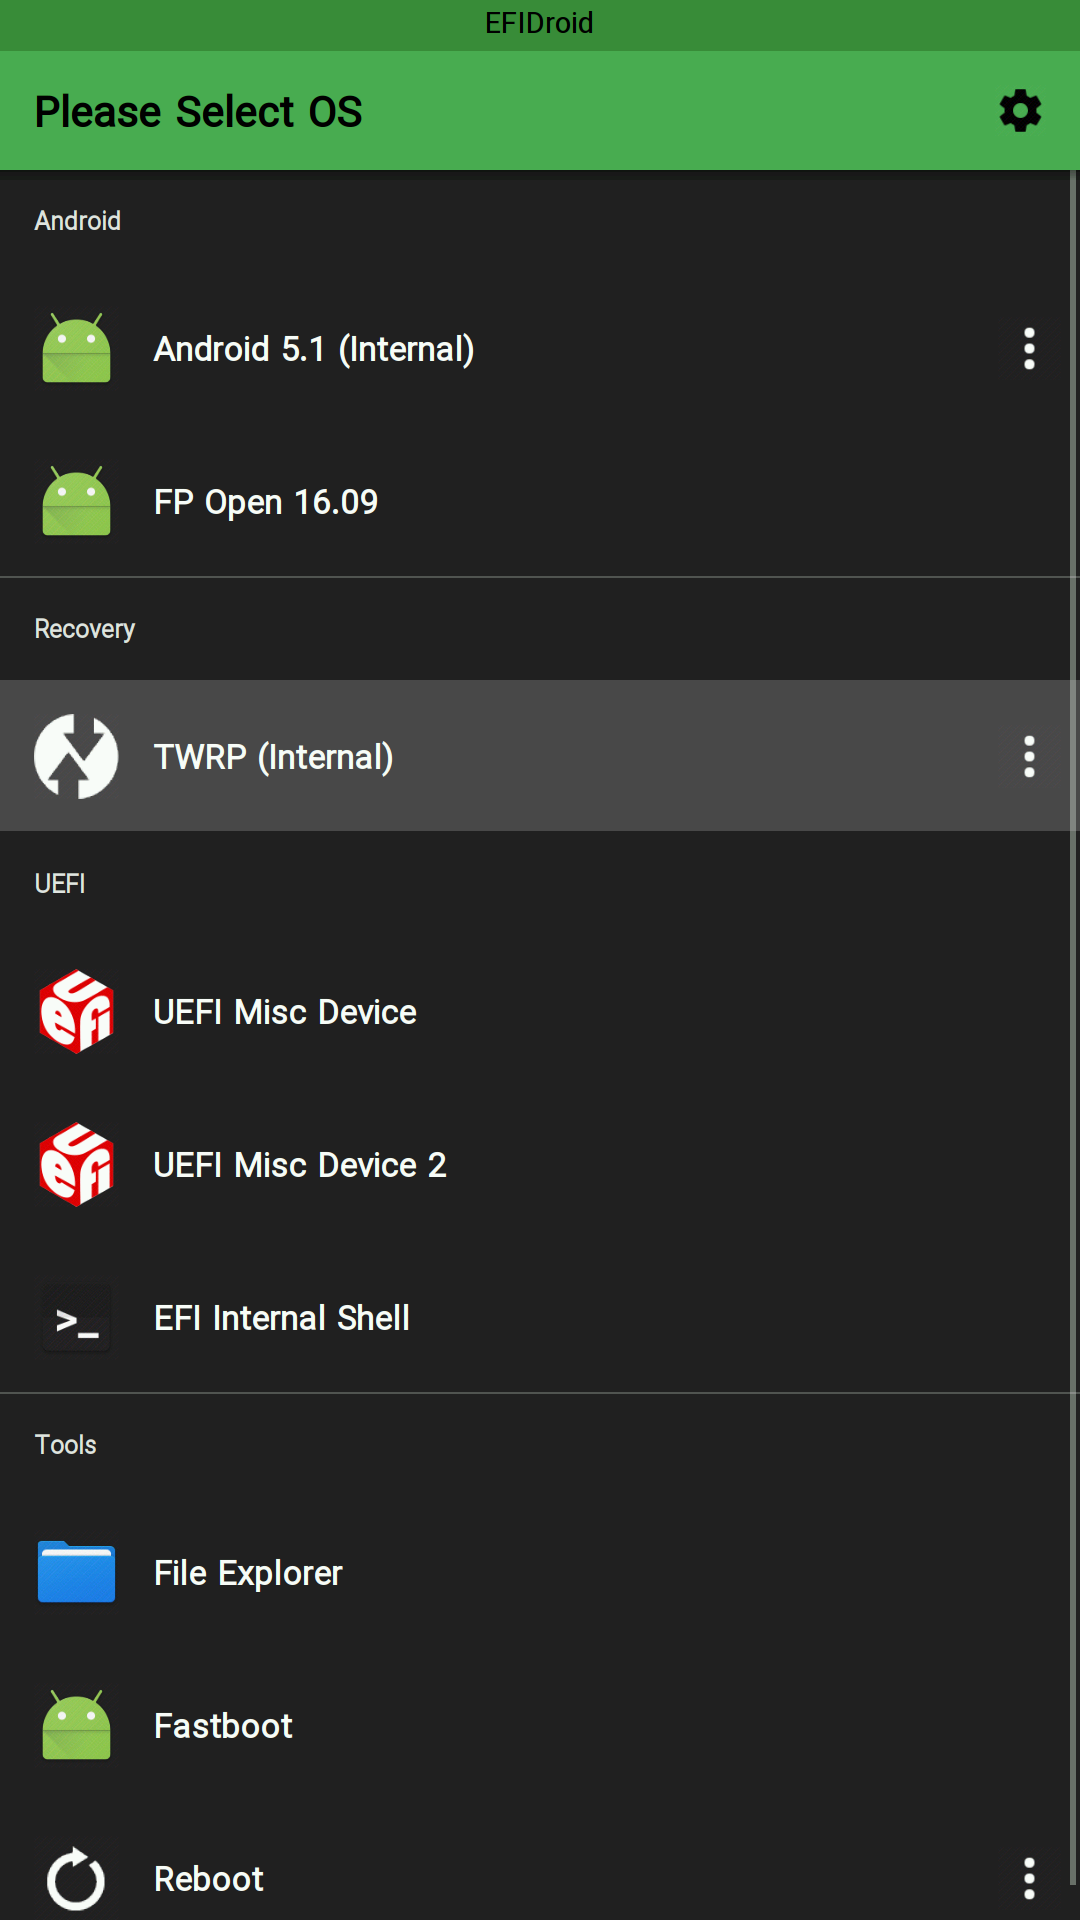 EFIDroid
Please Select OS
Android
Android 5.1 (Internal)
FP Open 16.09
Recovery
TWRP (Internal)
UEFI
UEFI Misc Device
UEFI Misc Device 2
>_ EFI Internal Shell
Tools
File Explorer
Fastboot
Reboot